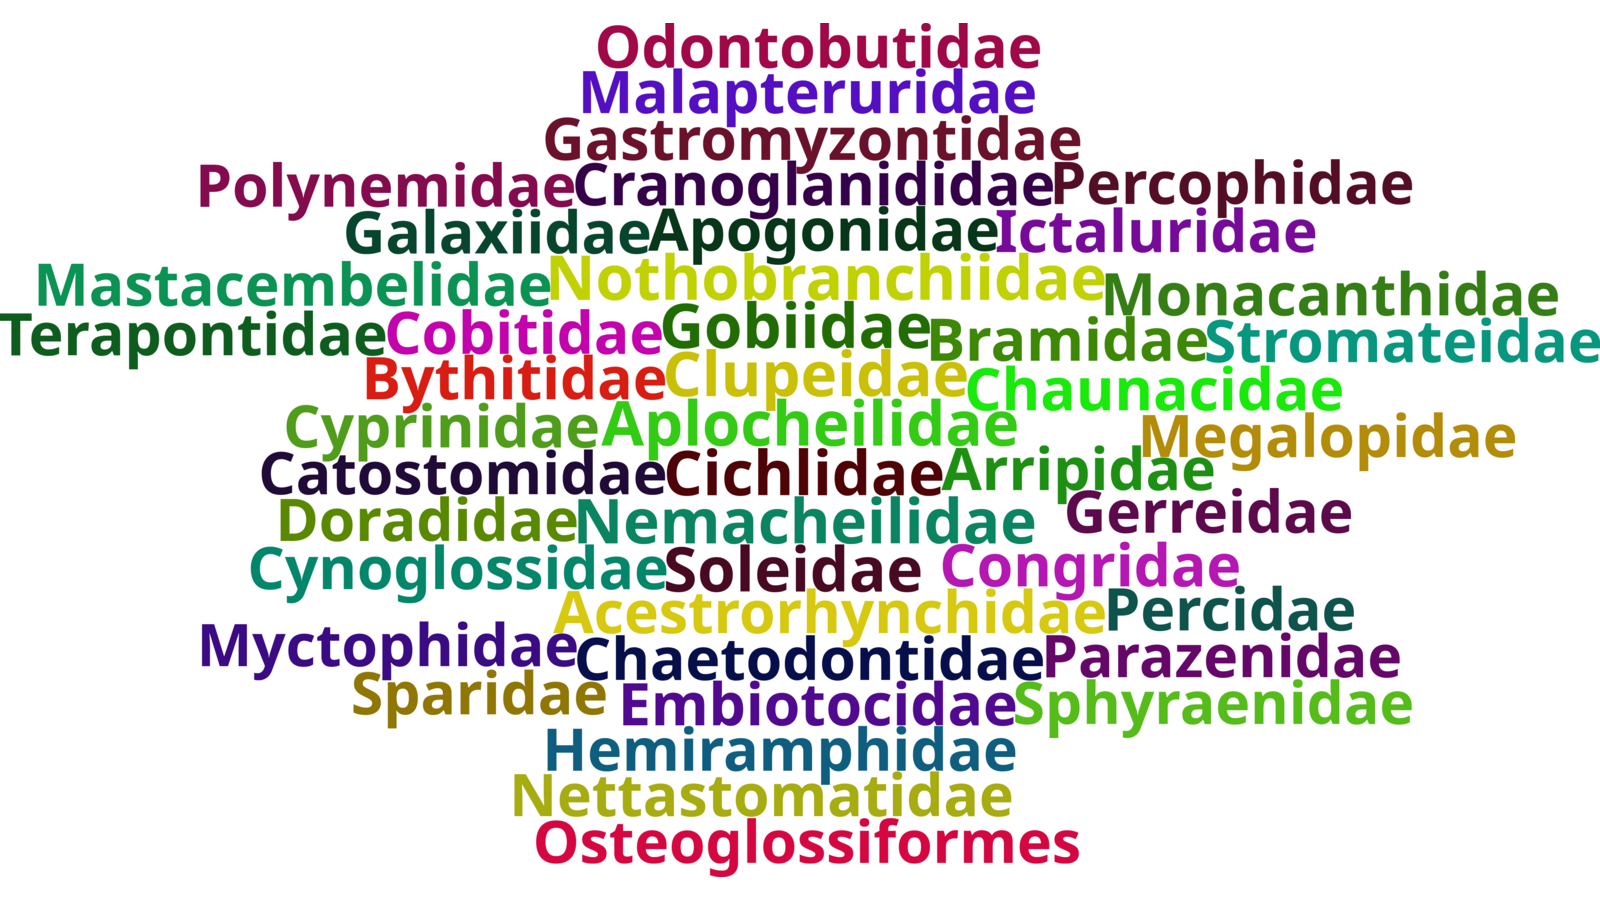 Odontobutidae
Malapteruridae
Gastromyzontidae
Polynemidae Cranoglanididae Percophidae
Galaxiidae Apogonidae Ictaluridae
Mastacembelidae Nothobranchiidae Monacanthidae
Terapontidae Cobitidae Gobiidae Bramidae Stromateidae
Bythitidae Clupeidae Chaunacidae
Cyprinidae Aplocheilidae Megalopidae
Catostomidae Cichlidae Arripidae
Doradidae Nemacheilidae Gerreidae
Cynoglossidae Soleidae Congridae
Acestrorhynchidae Percidae
Myctophidae Chaetodontidae Parazenidae
Sparidae Embiotocidae Sphyraenidae
Hemiramphidae
Nettastomatidae
Osteoglossiformes